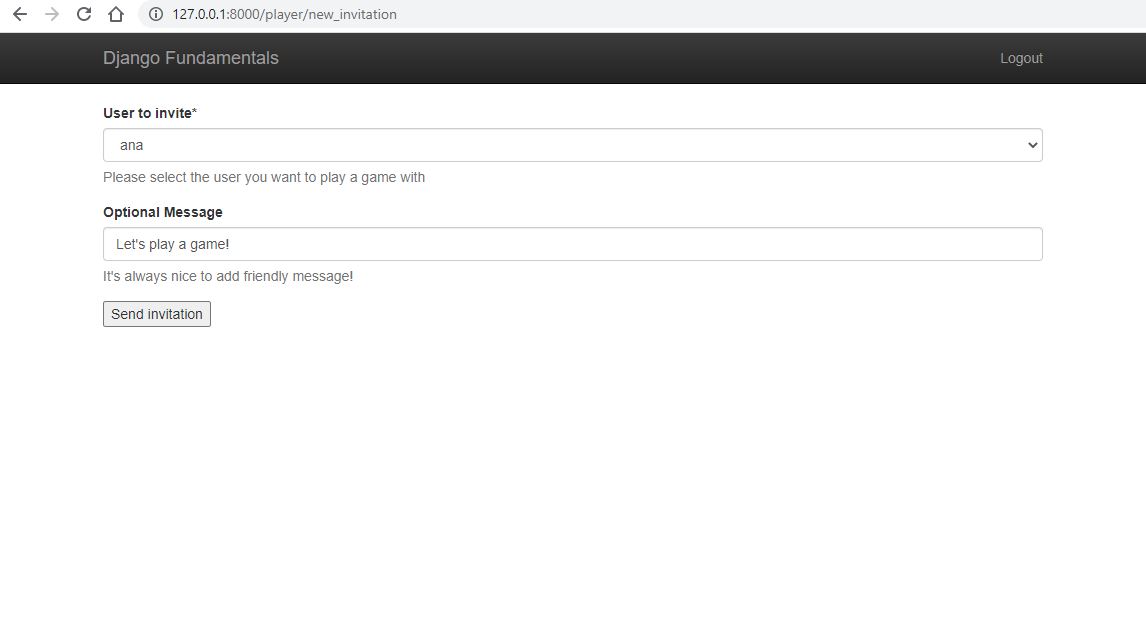 127.0.0.1:8000/player/new_invitation
Django Fundamentals Logout
User to invite*
ana
Please select the user you want to play a game with
Optional Message
Let's play a game!
It's always nice to add friendly message!
Send invitation